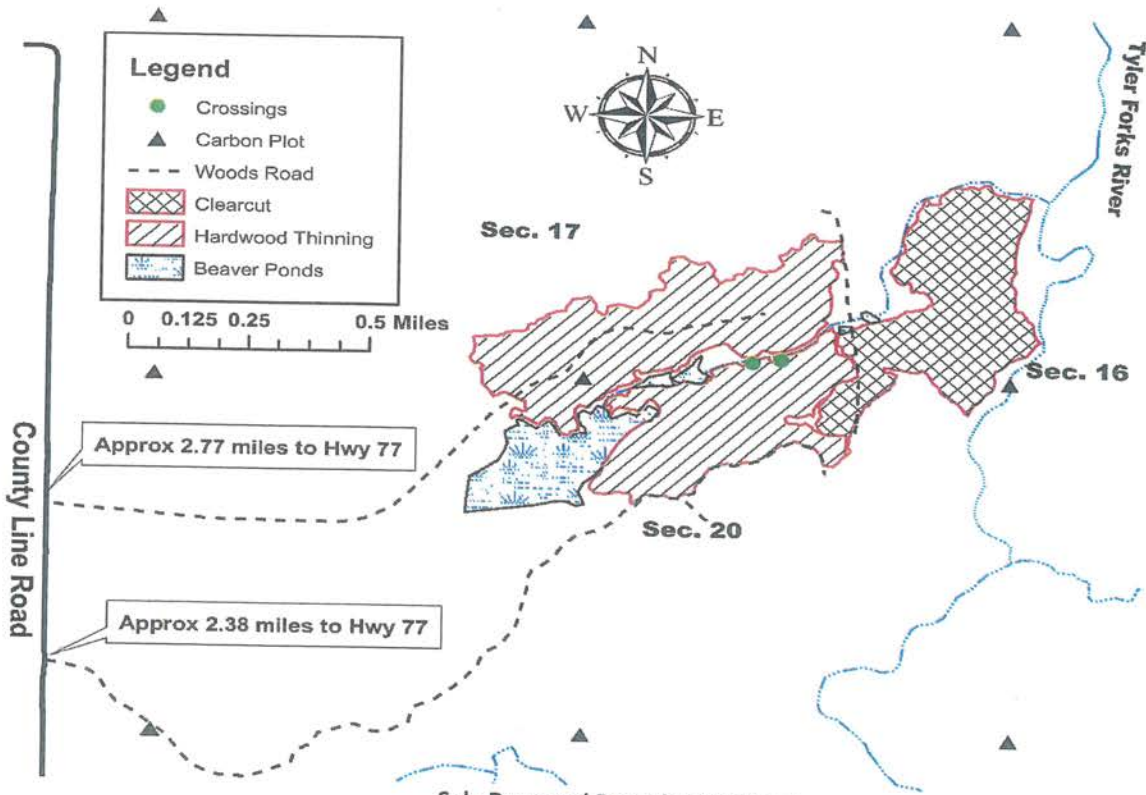 Legend
Crossings
Carbon Plot
Woods Road
Clearcut
Hardwood Thinning
Beaver Ponds
0 0.125 0.25 0.5 Miles
N
W E
S
Tyler Forks River
Sec. 17
Sec. 16
Sec. 20
County Line Road
Approx 2.77 miles to Hwy 77
Approx 2.38 miles to Hwy 77